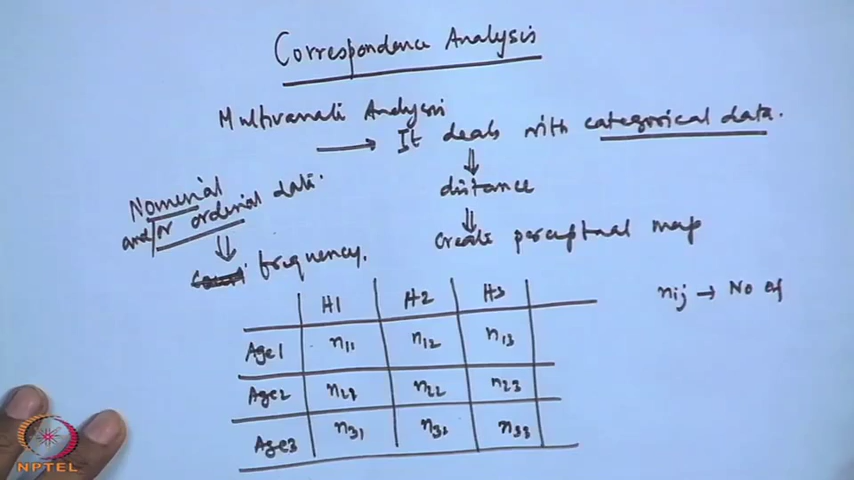 Correspondence Analysis
Multivariate Analysis
→ It deals with categorical data.
Nominal
and/or ordinal data.
⇓
distance
⇓
creates perceptual map
⇓
frequency.
H1 H2 H3
Age1 n11 n12 n13
Age2 n21 n22 n23
Age3 n31 n32 n33
nij → No of
NPTEL